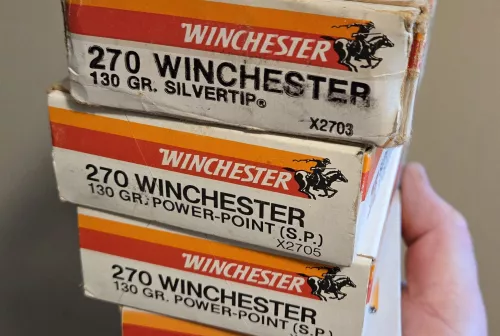 WINCHESTER
270 WINCHESTER
130 GR. SILVERTIP®
X2703
WINCHESTER
270 WINCHESTER
130 GR. POWER-POINT (S.P.)
X2705
WINCHESTER
270 WINCHESTER
130 GR. POWER-POINT (S.P.)